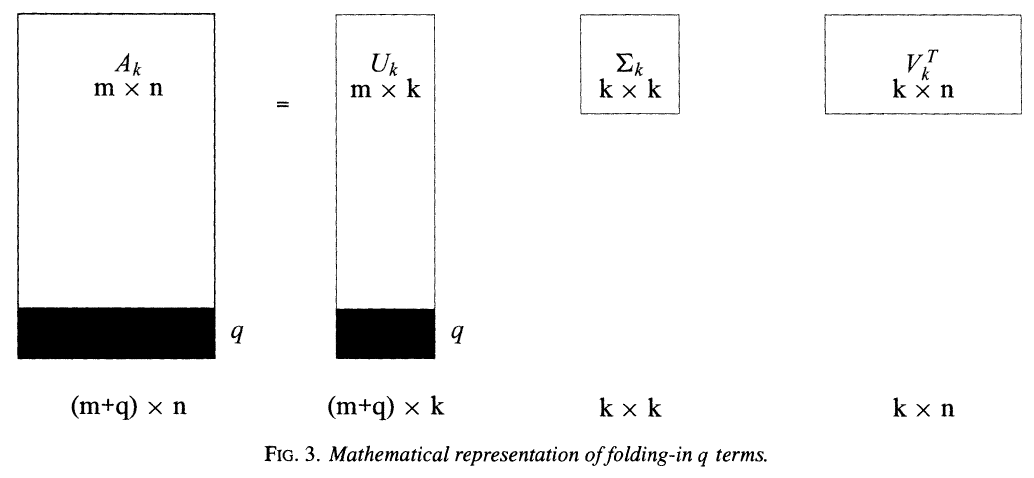 A_k U_k Σ_k V_k^T
m × n = m × k k × k k × n
q q
(m+q) × n (m+q) × k k × k k × n
FIG. 3. Mathematical representation of folding-in q terms.